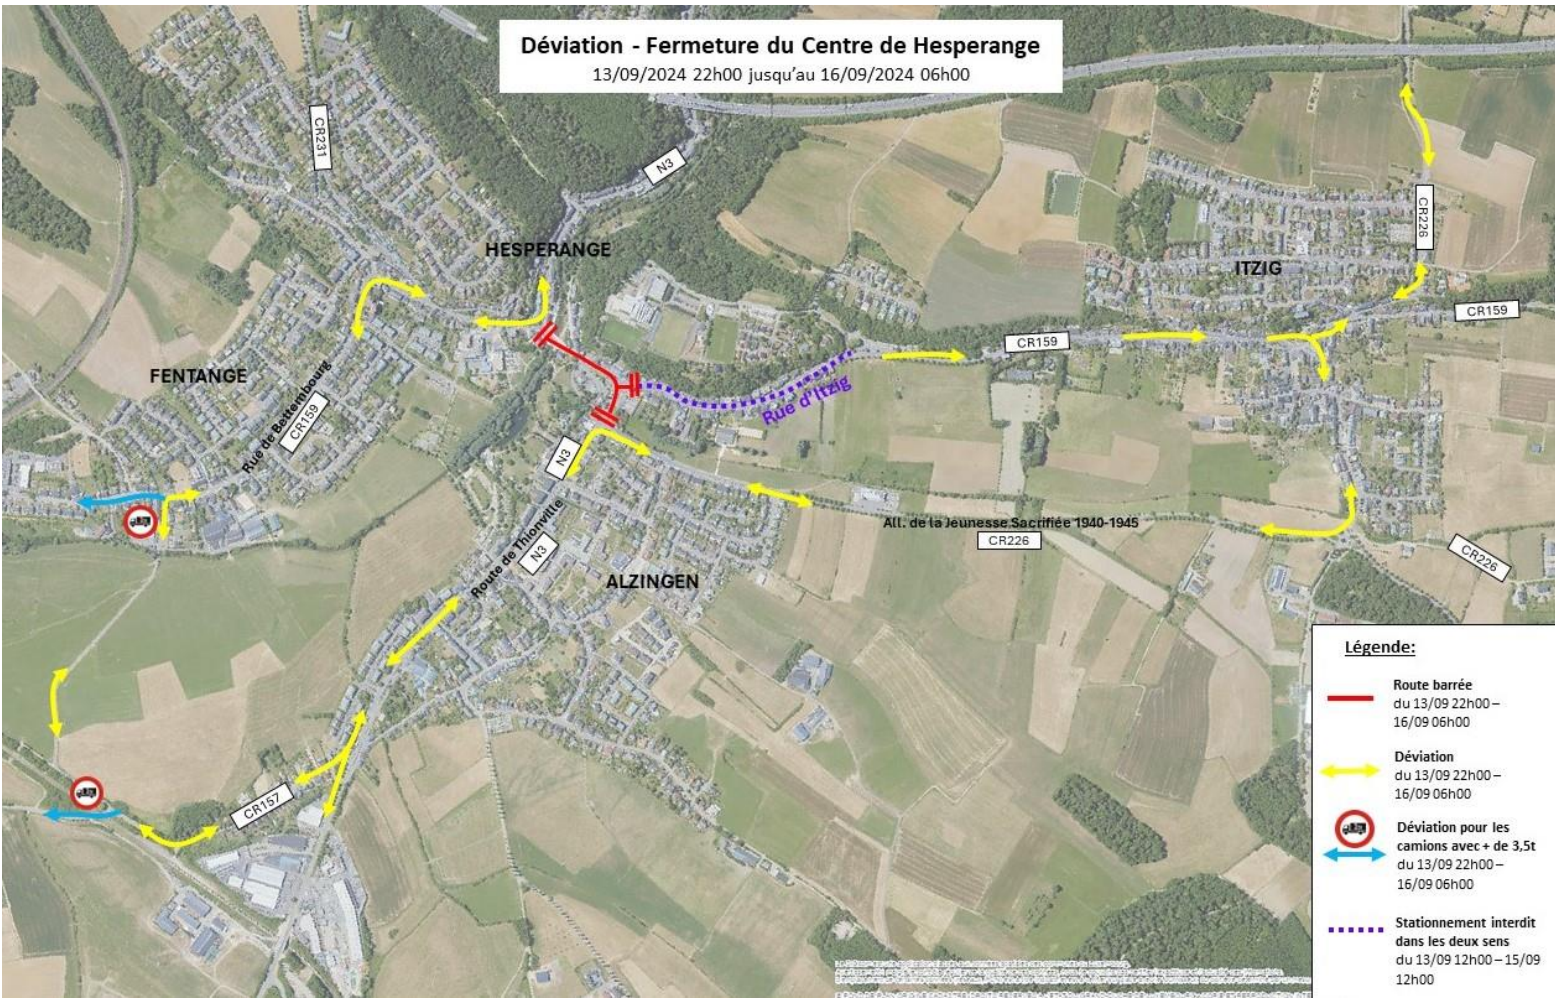 Déviation - Fermeture du Centre de Hesperange
13/09/2024 22h00 jusqu'au 16/09/2024 06h00
CR231
N3
HESPERANGE
CR226
ITZIG
CR159
CR159
FENTANGE
Rue de Bettembourg
CR159
Rue d'Itzig
N3
Route de Thionville
N3
All. de la Jeunesse Sacrifiée 1940-1945
CR226
CR226
ALZINGEN
CR157
Légende:
Route barrée
du 13/09 22h00 –
16/09 06h00
Déviation
du 13/09 22h00 –
16/09 06h00
Déviation pour les
camions avec + de 3,5t
du 13/09 22h00 –
16/09 06h00
Stationnement interdit
dans les deux sens
du 13/09 12h00 – 15/09
12h00